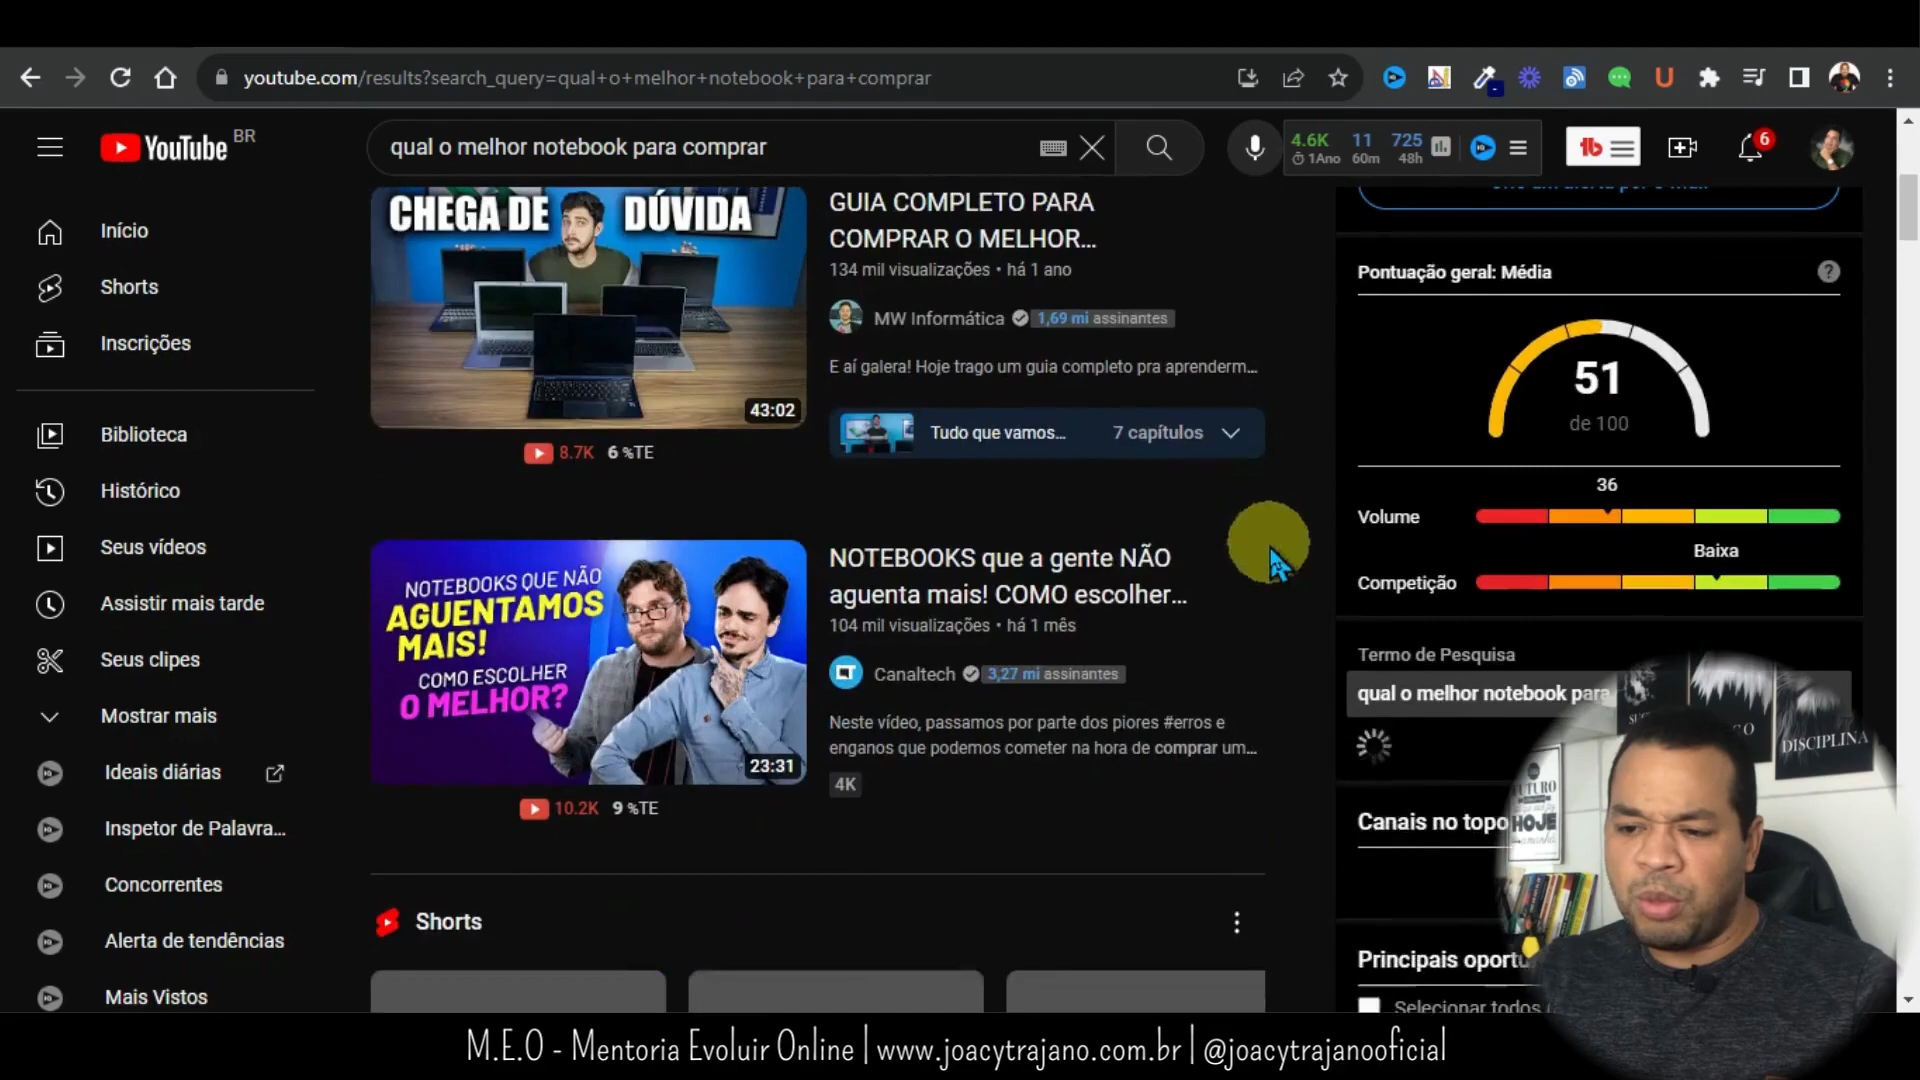 youtube.com/results?search_query=qual+o+melhor+notebook+para+comprar
YouTube BR
qual o melhor notebook para comprar
4.6K 11 725
1Ano 60m 48h
6
Início
Shorts
Inscrições
Biblioteca
Histórico
Seus vídeos
Assistir mais tarde
Seus clipes
Mostrar mais
Ideais diárias
Inspetor de Palavra...
Concorrentes
Alerta de tendências
Mais Vistos
CHEGA DE DÚVIDA
43:02
8.7K 6 %TE
GUIA COMPLETO PARA
COMPRAR O MELHOR...
134 mil visualizações • há 1 ano
MW Informática 1,69 mi assinantes
E aí galera! Hoje trago um guia completo pra aprenderm...
Tudo que vamos... 7 capítulos
NOTEBOOKS QUE NÃO
AGUENTAMOS
MAIS!
COMO ESCOLHER
O MELHOR?
23:31
10.2K 9 %TE
NOTEBOOKS que a gente NÃO
aguenta mais! COMO escolher...
104 mil visualizações • há 1 mês
Canaltech 3,27 mi assinantes
Neste vídeo, passamos por parte dos piores #erros e
enganos que podemos cometer na hora de comprar um...
4K
Shorts
Pontuação geral: Média
?
51
de 100
36
Volume
Baixa
Competição
Termo de Pesquisa
qual o melhor notebook para
Canais no topo
Principais oportu
Selecionar todos
DISCIPLINA
FUTURO
HOJE
M.E.O - Mentoria Evoluir Online | www.joacytrajano.com.br | @joacytrajanooficial